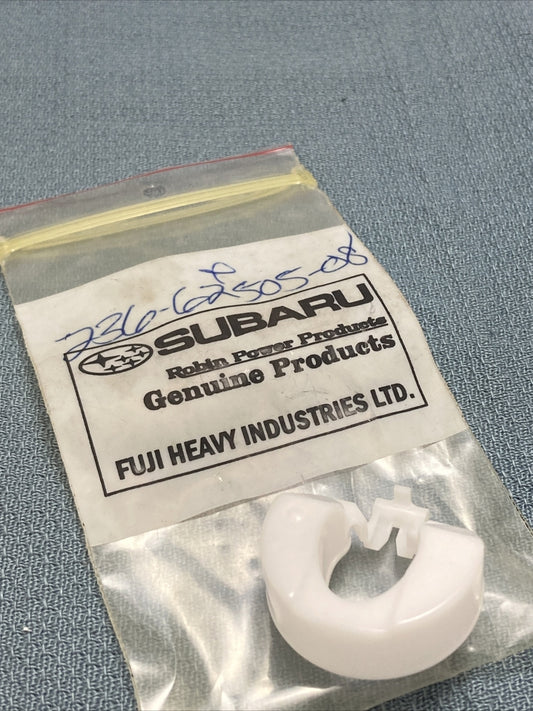 236-62505-08
SUBARU
Robin Power Products
Genuine Products
FUJI HEAVY INDUSTRIES LTD.